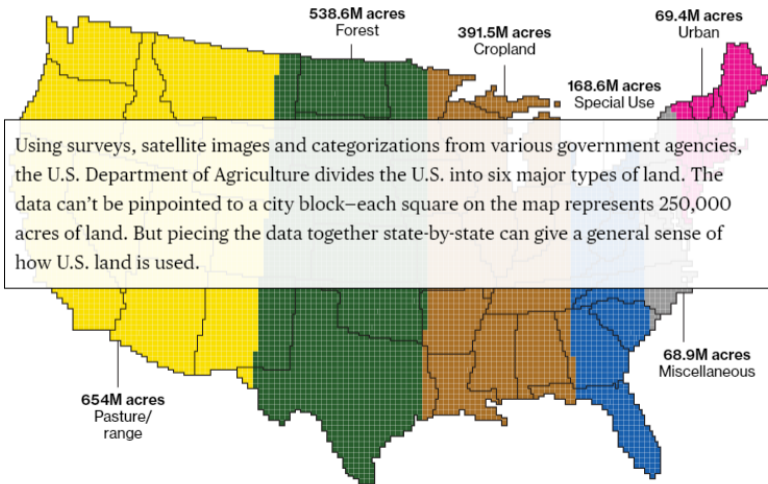 538.6M acres
Forest
391.5M acres
Cropland
69.4M acres
Urban
168.6M acres
Special Use
Using surveys, satellite images and categorizations from various government agencies,
the U.S. Department of Agriculture divides the U.S. into six major types of land. The
data can’t be pinpointed to a city block—each square on the map represents 250,000
acres of land. But piecing the data together state-by-state can give a general sense of
how U.S. land is used.
68.9M acres
Miscellaneous
654M acres
Pasture/
range